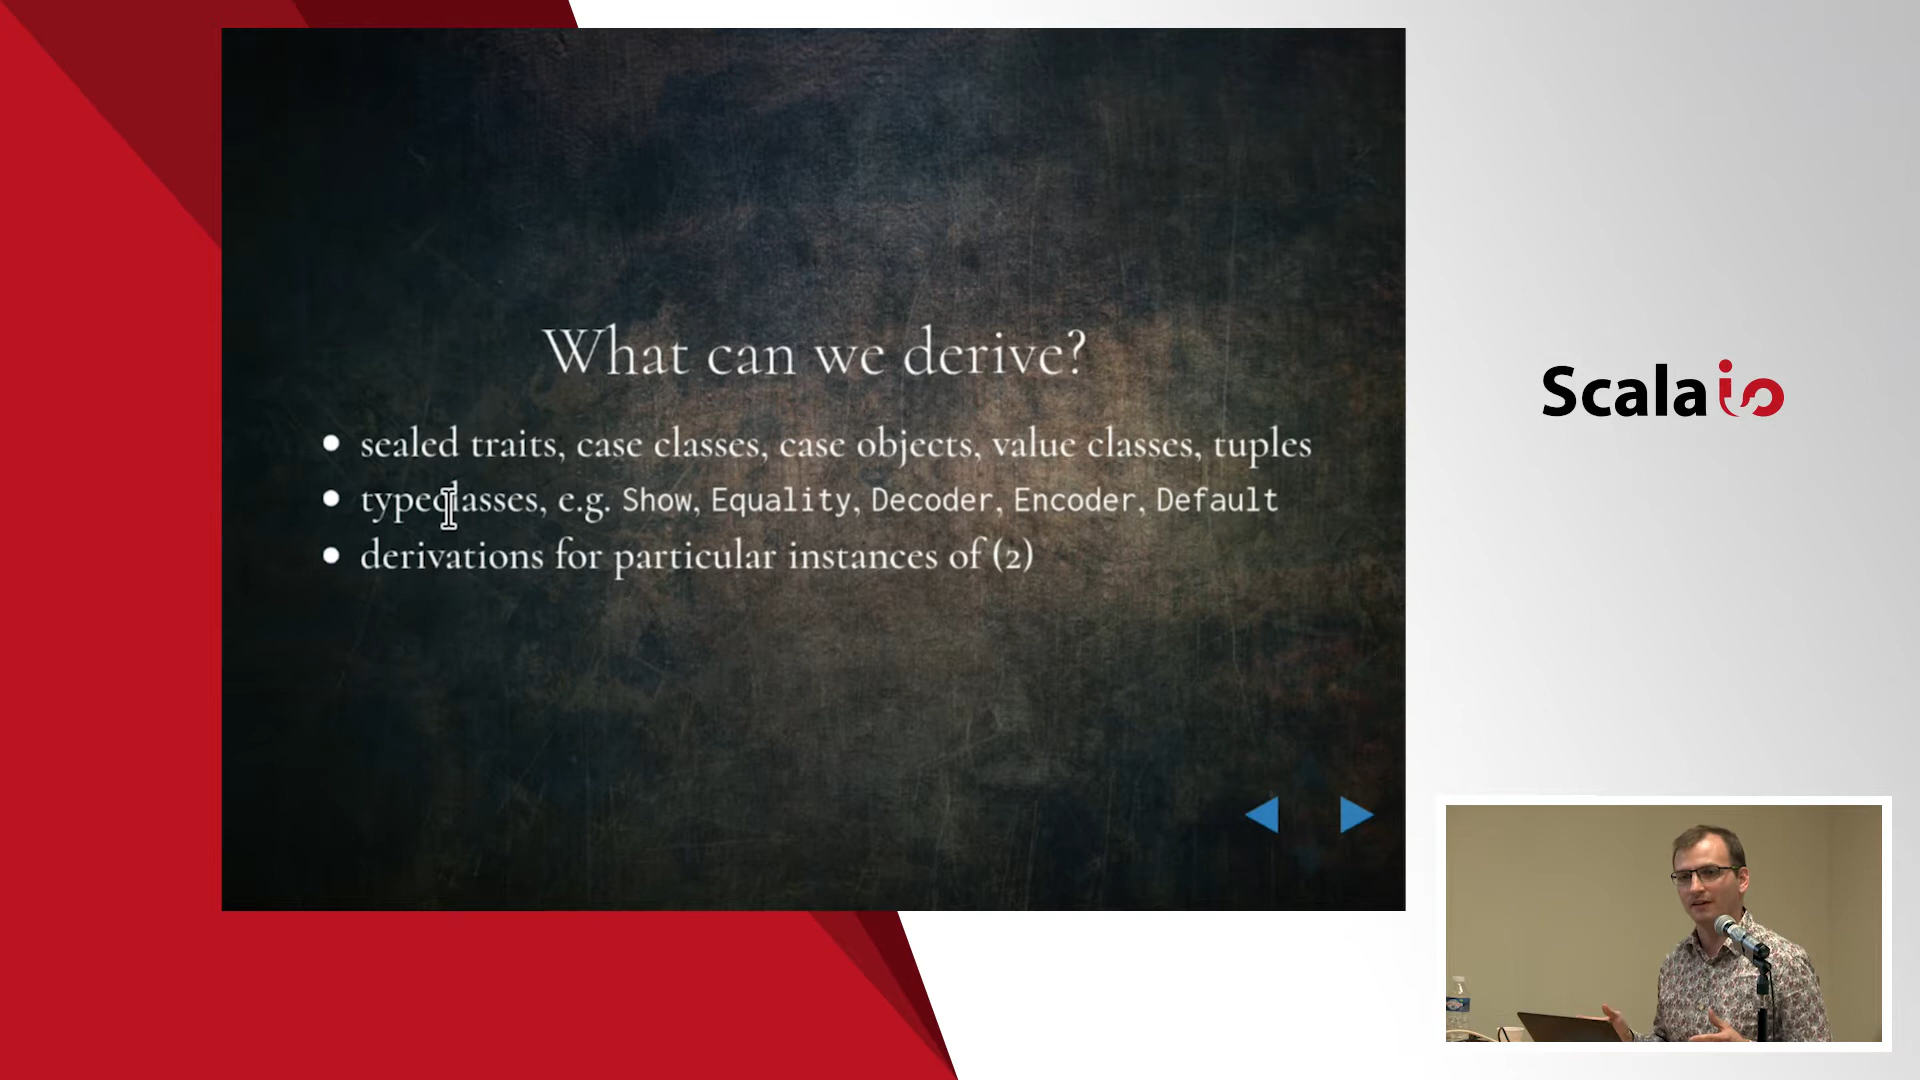 What can we derive?
sealed traits, case classes, case objects, value classes, tuples
typeclasses, e.g. Show, Equality, Decoder, Encoder, Default
derivations for particular instances of (2)
Scala io